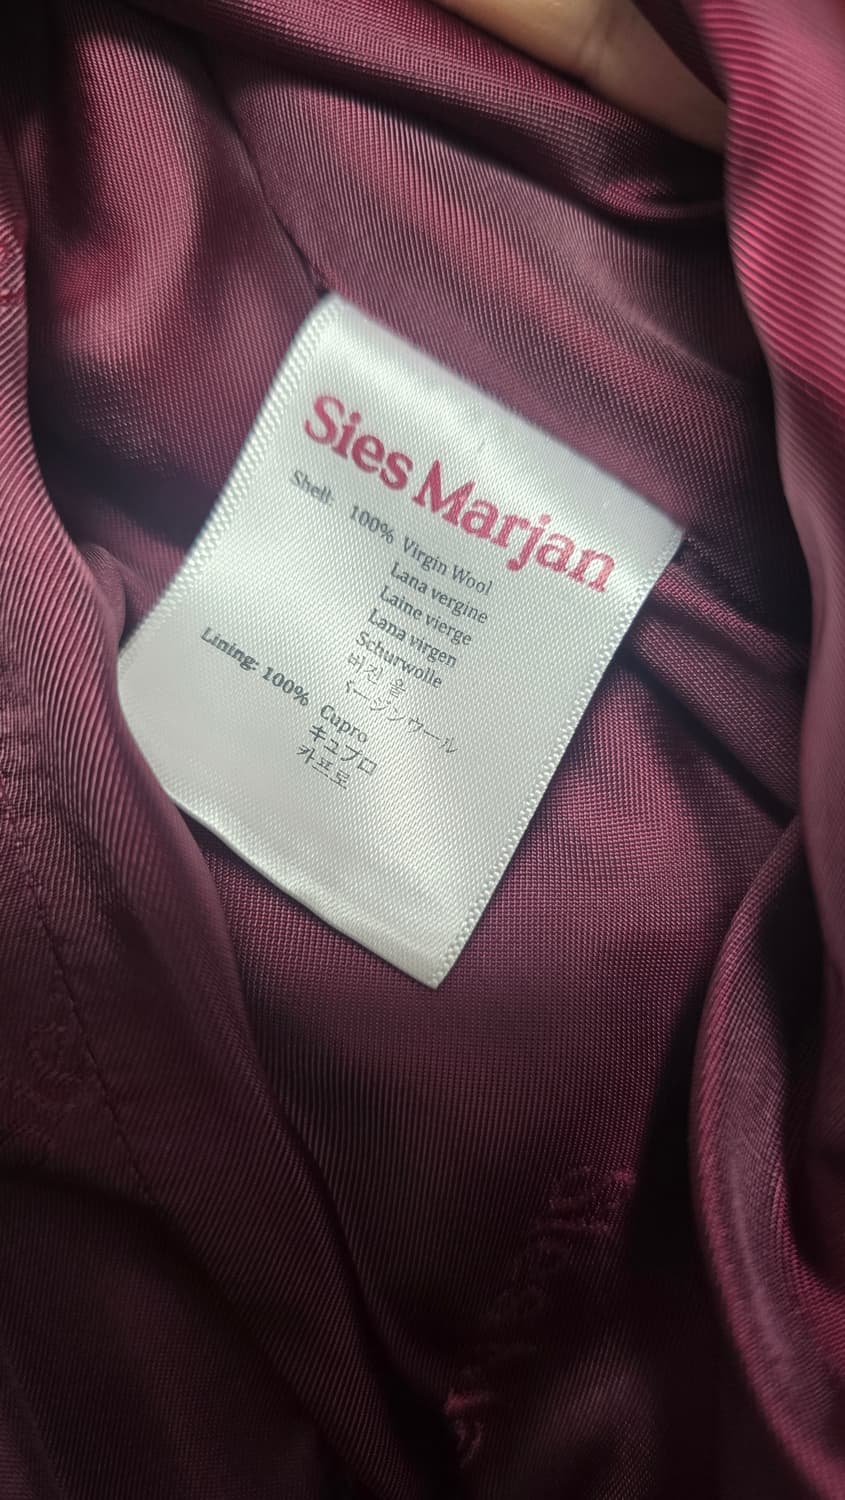 Sies Marjan
Shell: 100% Virgin Wool
Lana vergine
Laine vierge
Lana virgen
Schurwolle
버진 울
バージンウール
Lining: 100% Cupro
キュプロ
카프로